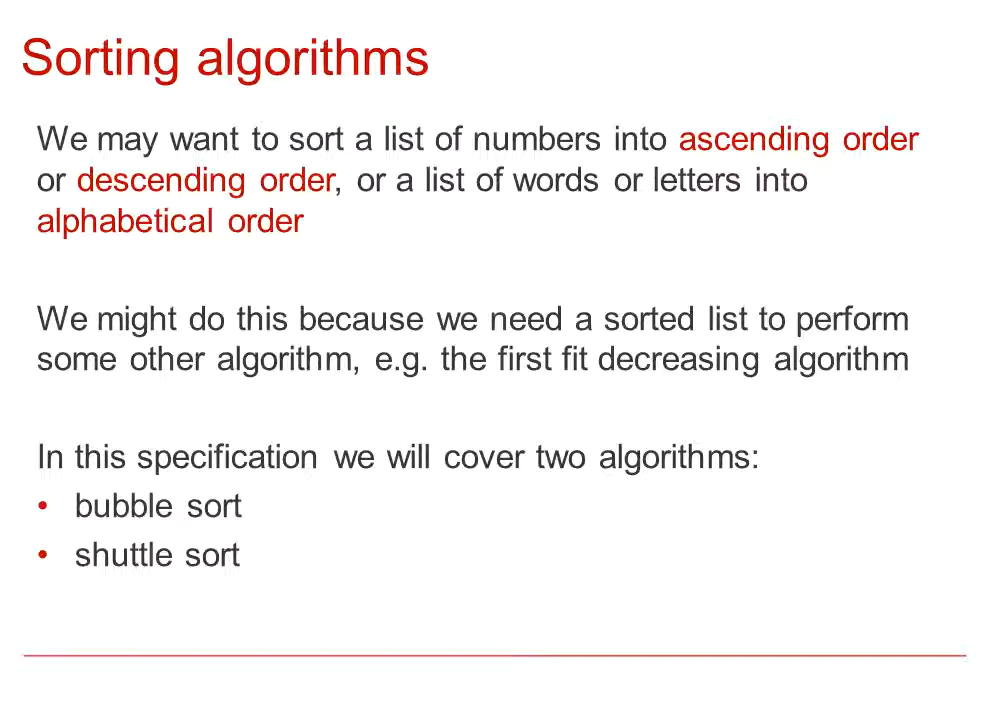 Sorting algorithms
We may want to sort a list of numbers into ascending order
or descending order, or a list of words or letters into
alphabetical order
We might do this because we need a sorted list to perform
some other algorithm, e.g. the first fit decreasing algorithm
In this specification we will cover two algorithms:
• bubble sort
• shuttle sort